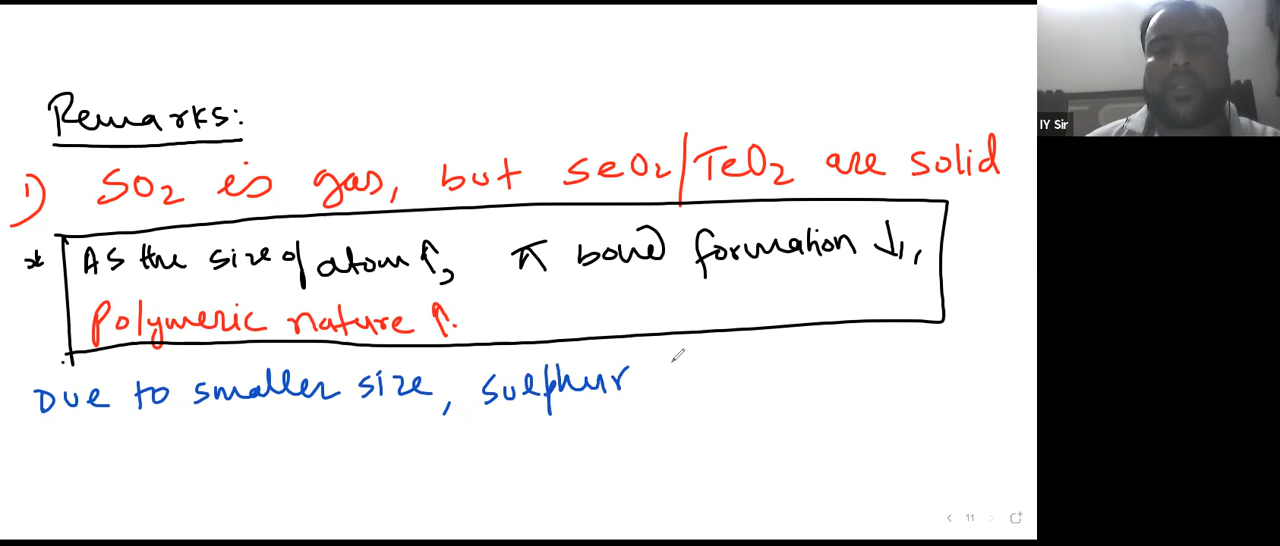 Remarks:
1) SO2 is gas, but SeO2/TeO2 are solid
* As the size of atom ↑, π bond formation ↓,
Polymeric nature ↑.
Due to smaller size, sulphur
IY Sir
< 11 >